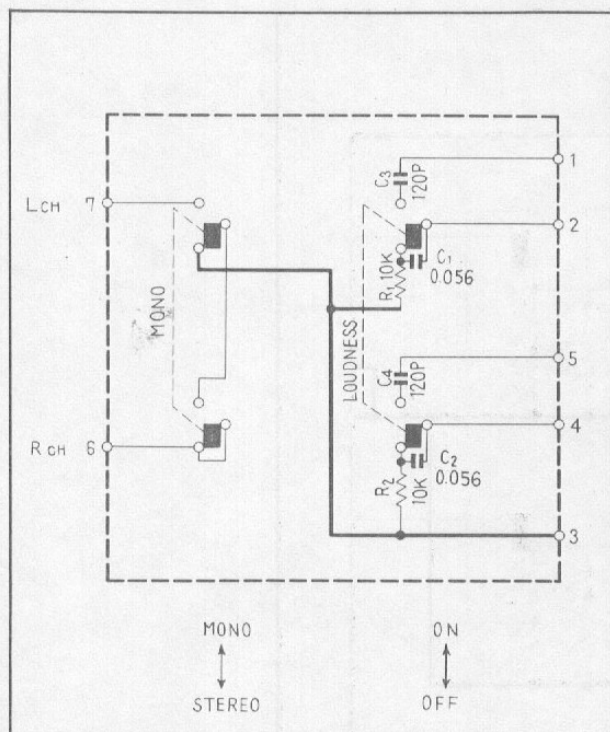 1
C3
120P
LCH 7
2
C1
0.056
R1 10K
MONO
LOUDNESS
5
C4
120P
RCH 6
4
C2
0.056
R2
10K
3
MONO
ON
STEREO
OFF